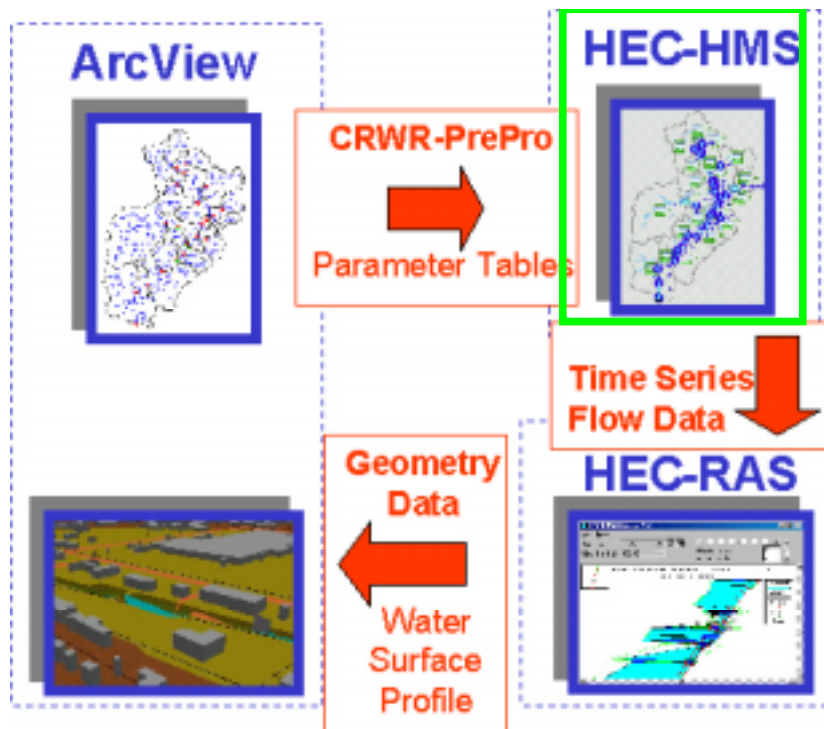 ArcView
HEC-HMS
CRWR-PrePro
Parameter Tables
Time Series
Flow Data
Geometry
Data
HEC-RAS
Water
Surface
Profile